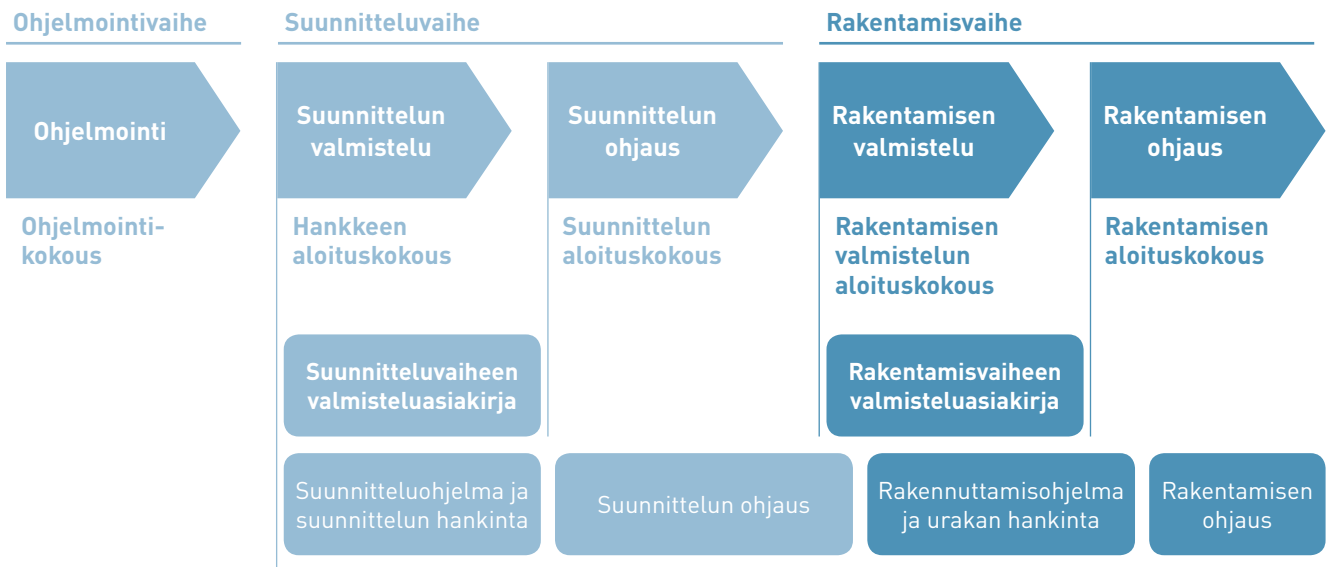 Ohjelmointivaihe
Suunnitteluvaihe
Rakentamisvaihe
Ohjelmointi
Suunnittelun
valmistelu
Suunnittelun
ohjaus
Rakentamisen
valmistelu
Rakentamisen
ohjaus
Ohjelmointi-
kokous
Hankkeen
aloituskokous
Suunnittelun
aloituskokous
Rakentamisen
valmistelun
aloituskokous
Rakentamisen
aloituskokous
Suunnitteluvaiheen
valmisteluasiakirja
Rakentamisvaiheen
valmisteluasiakirja
Suunnitteluohjelma ja
suunnittelun hankinta
Suunnittelun ohjaus
Rakennuttamisohjelma
ja urakan hankinta
Rakentamisen
ohjaus